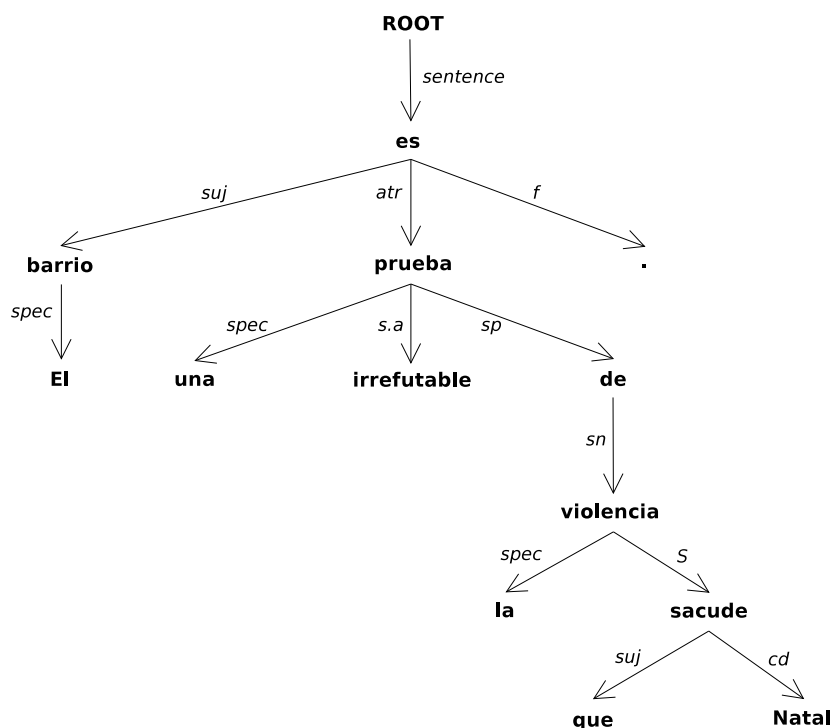 ROOT
sentence
es
suj atr f
barrio prueba .
spec spec s.a sp
El una irrefutable de
sn
violencia
spec S
la sacude
suj cd
que Natal